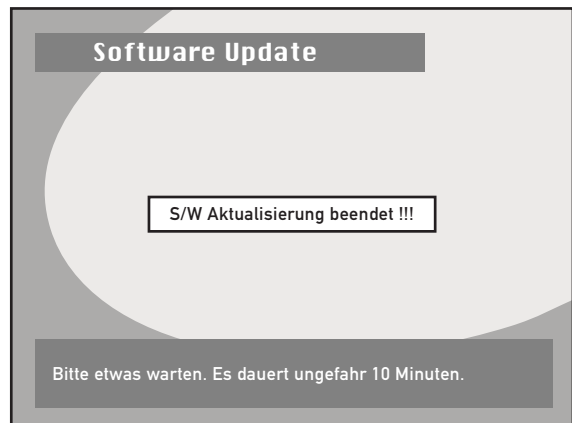 Software Update
S/W Aktualisierung beendet !!!
Bitte etwas warten. Es dauert ungefahr 10 Minuten.